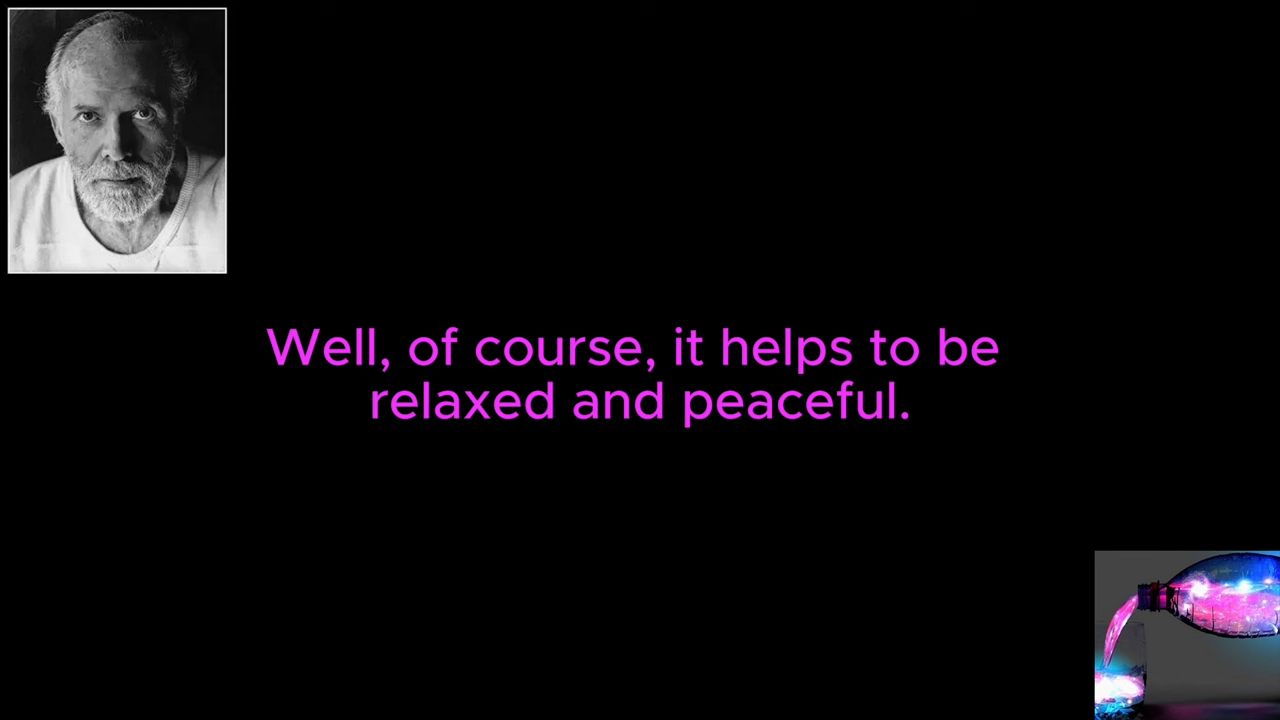 Well, of course, it helps to be
relaxed and peaceful.